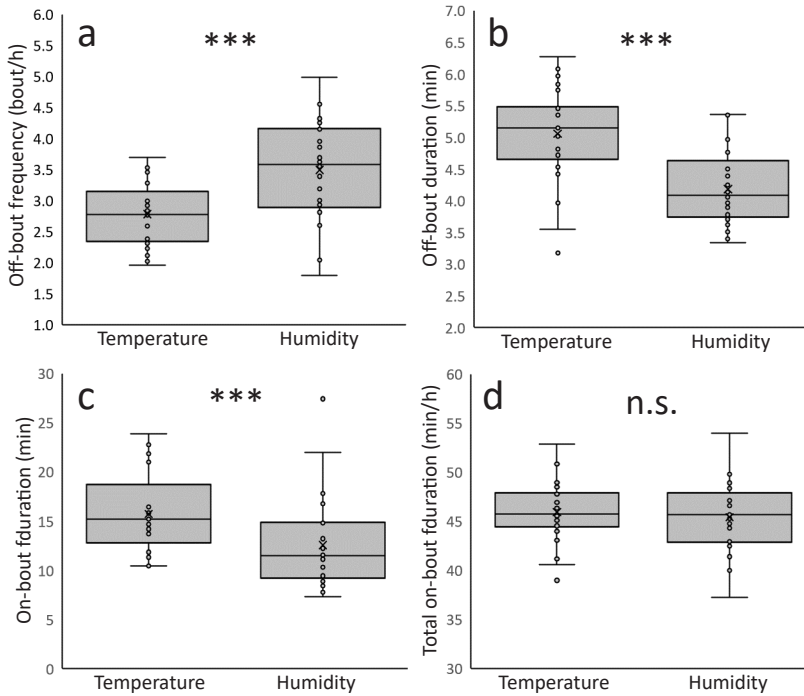 a
***
Off-bout frequency (bout/h)
6.0
5.5
5.0
4.5
4.0
3.5
3.0
2.5
2.0
1.5
1.0
Temperature
Humidity
b
***
Off-bout duration (min)
7.0
6.5
6.0
5.5
5.0
4.5
4.0
3.5
3.0
2.5
2.0
Temperature
Humidity
c
***
On-bout fduration (min)
30
25
20
15
10
5
0
Temperature
Humidity
d
n.s.
Total on-bout fduration (min/h)
60
55
50
45
40
35
30
Temperature
Humidity